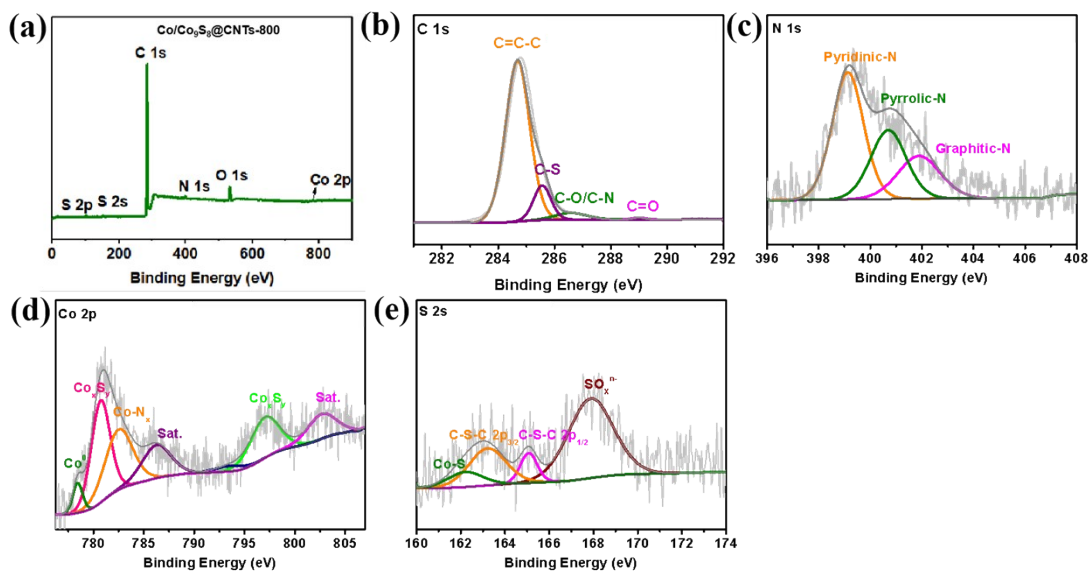 (a)
Co/Co₉S₈@CNTs-800
C 1s
S 2p
S 2s
N 1s
O 1s
Co 2p
0 200 400 600 800
Binding Energy (eV)
(b)
C 1s
C=C-C
C-S
C-O/C-N
C=O
282 284 286 288 290 292
Binding Energy (eV)
(c)
N 1s
Pyridinic-N
Pyrrolic-N
Graphitic-N
396 398 400 402 404 406 408
Binding Energy (eV)
(d)
Co 2p
Co⁰
CoₓSᵧ
Co-Nₓ
Sat.
CoₓSᵧ
Sat.
780 785 790 795 800 805
Binding Energy (eV)
(e)
S 2s
Co-S
C-S-C 2p₃/₂
C-S-C 2p₁/₂
SOₓⁿ⁻
160 162 164 166 168 170 172 174
Binding Energy (eV)